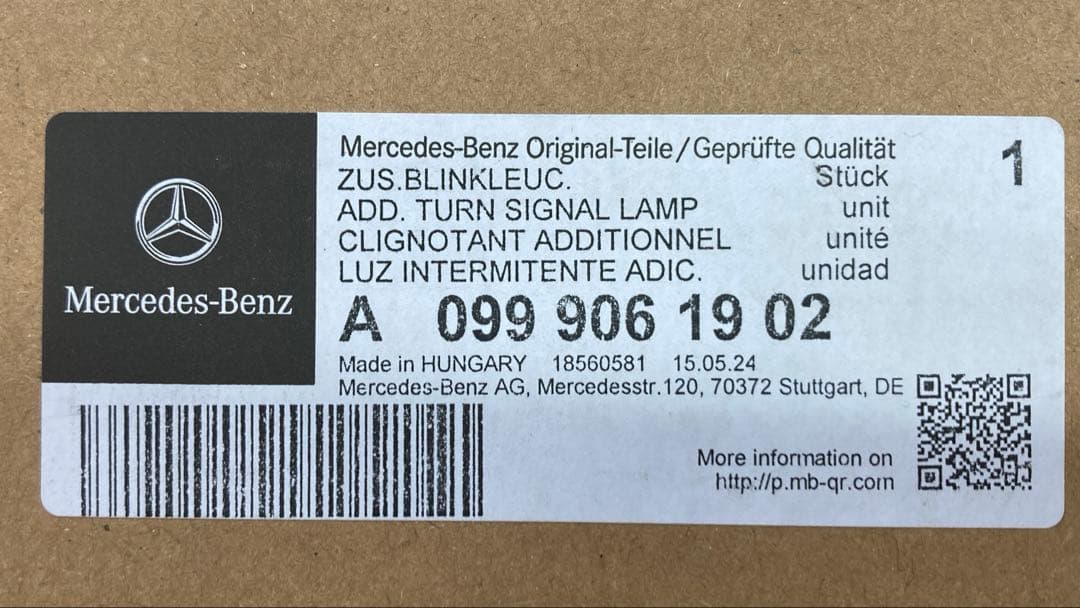 Mercedes-Benz
Mercedes-Benz Original-Teile/Geprüfte Qualität 1
ZUS.BLINKLEUC. Stück
ADD. TURN SIGNAL LAMP unit
CLIGNOTANT ADDITIONNEL unité
LUZ INTERMITENTE ADIC. unidad
A 099 906 19 02
Made in HUNGARY 18560581 15.05.24
Mercedes-Benz AG, Mercedesstr.120, 70372 Stuttgart, DE
More information on
http://p.mb-qr.com